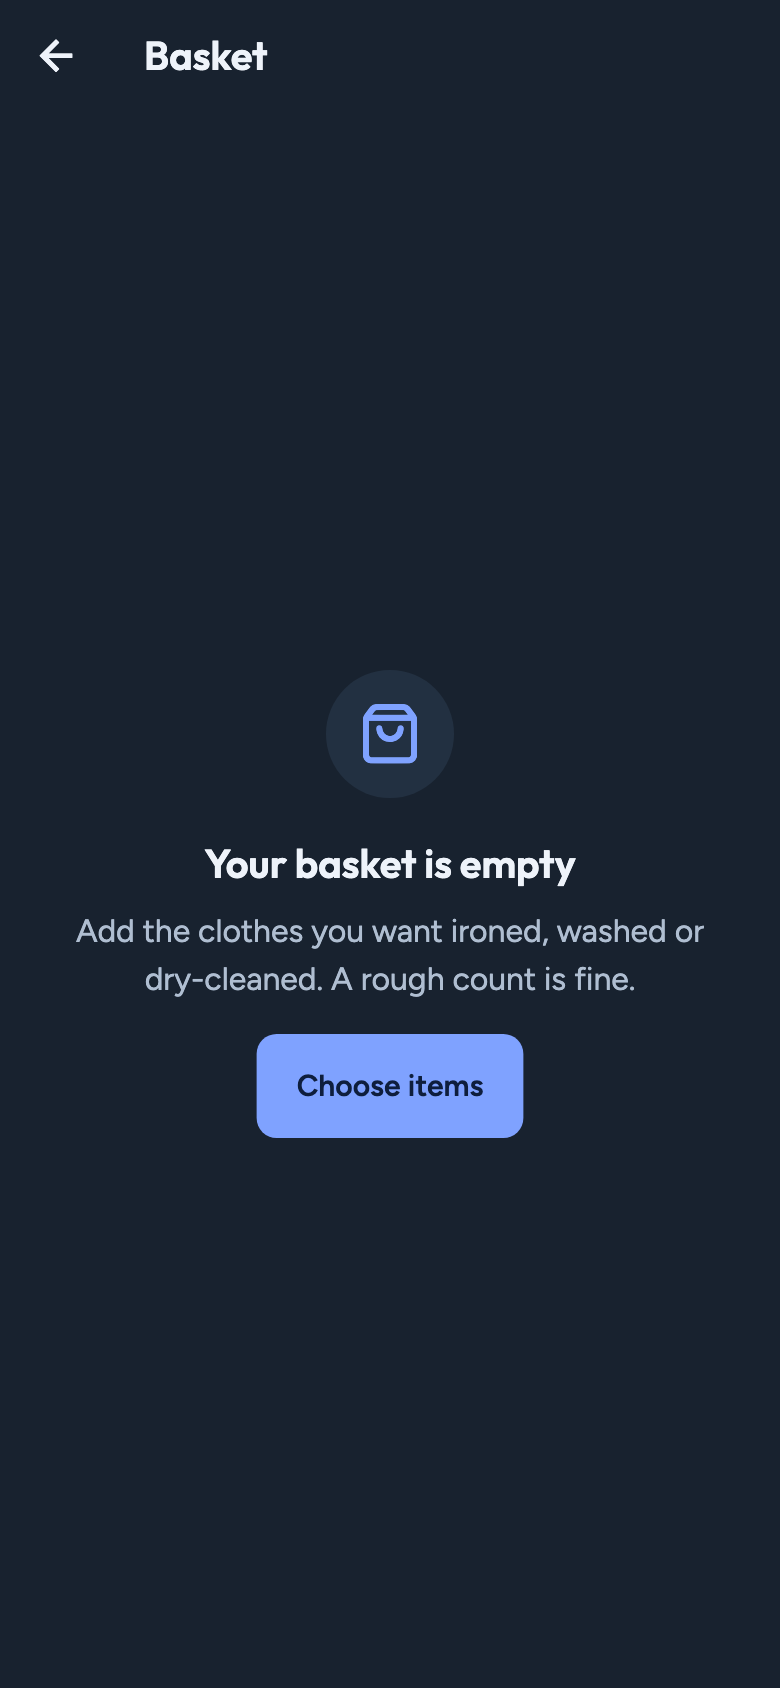 Basket
Your basket is empty
Add the clothes you want ironed, washed or
dry-cleaned. A rough count is fine.
Choose items